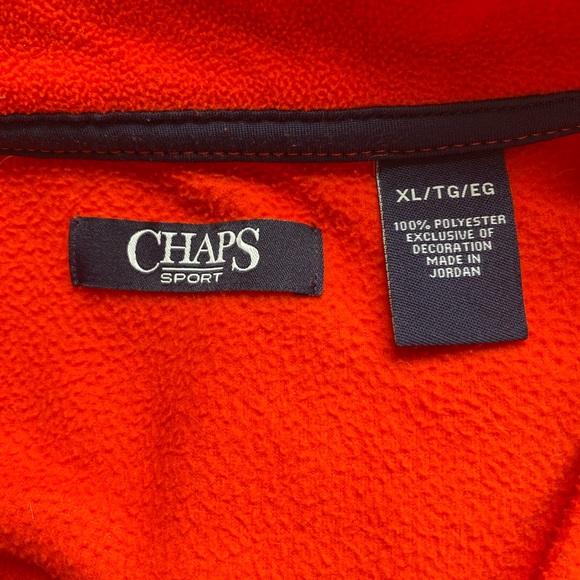 CHAPS
SPORT
XL/TG/EG
100% POLYESTER
EXCLUSIVE OF
DECORATION
MADE IN
JORDAN